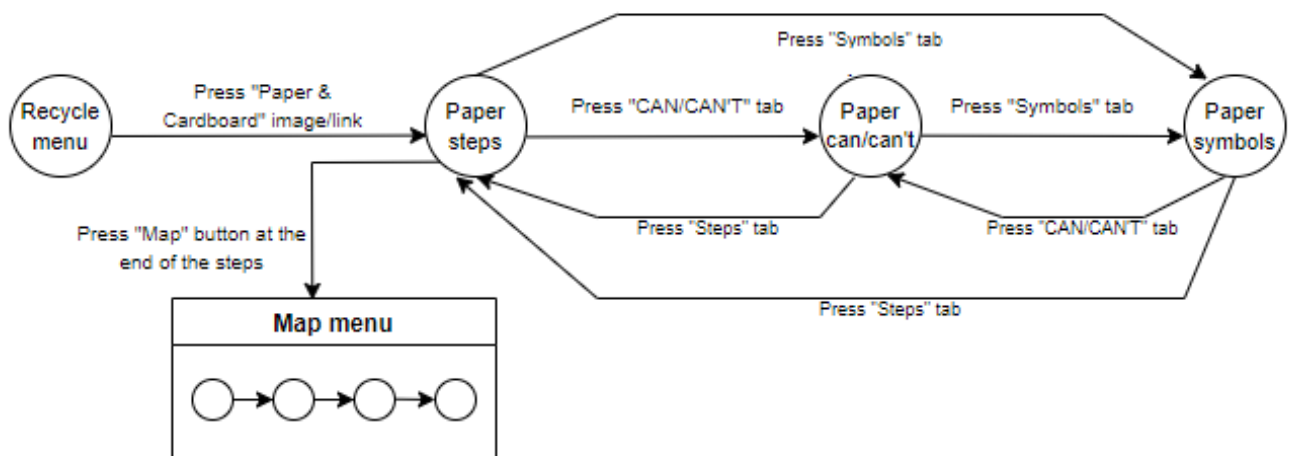 Press "Symbols" tab
Recycle
menu
Press "Paper &
Cardboard" image/link
Paper
steps
Press "CAN/CAN'T" tab
Paper
can/can't
Press "Symbols" tab
Paper
symbols
Press "Map" button at the
end of the steps
Press "Steps" tab
Press "CAN/CAN'T" tab
Press "Steps" tab
Map menu